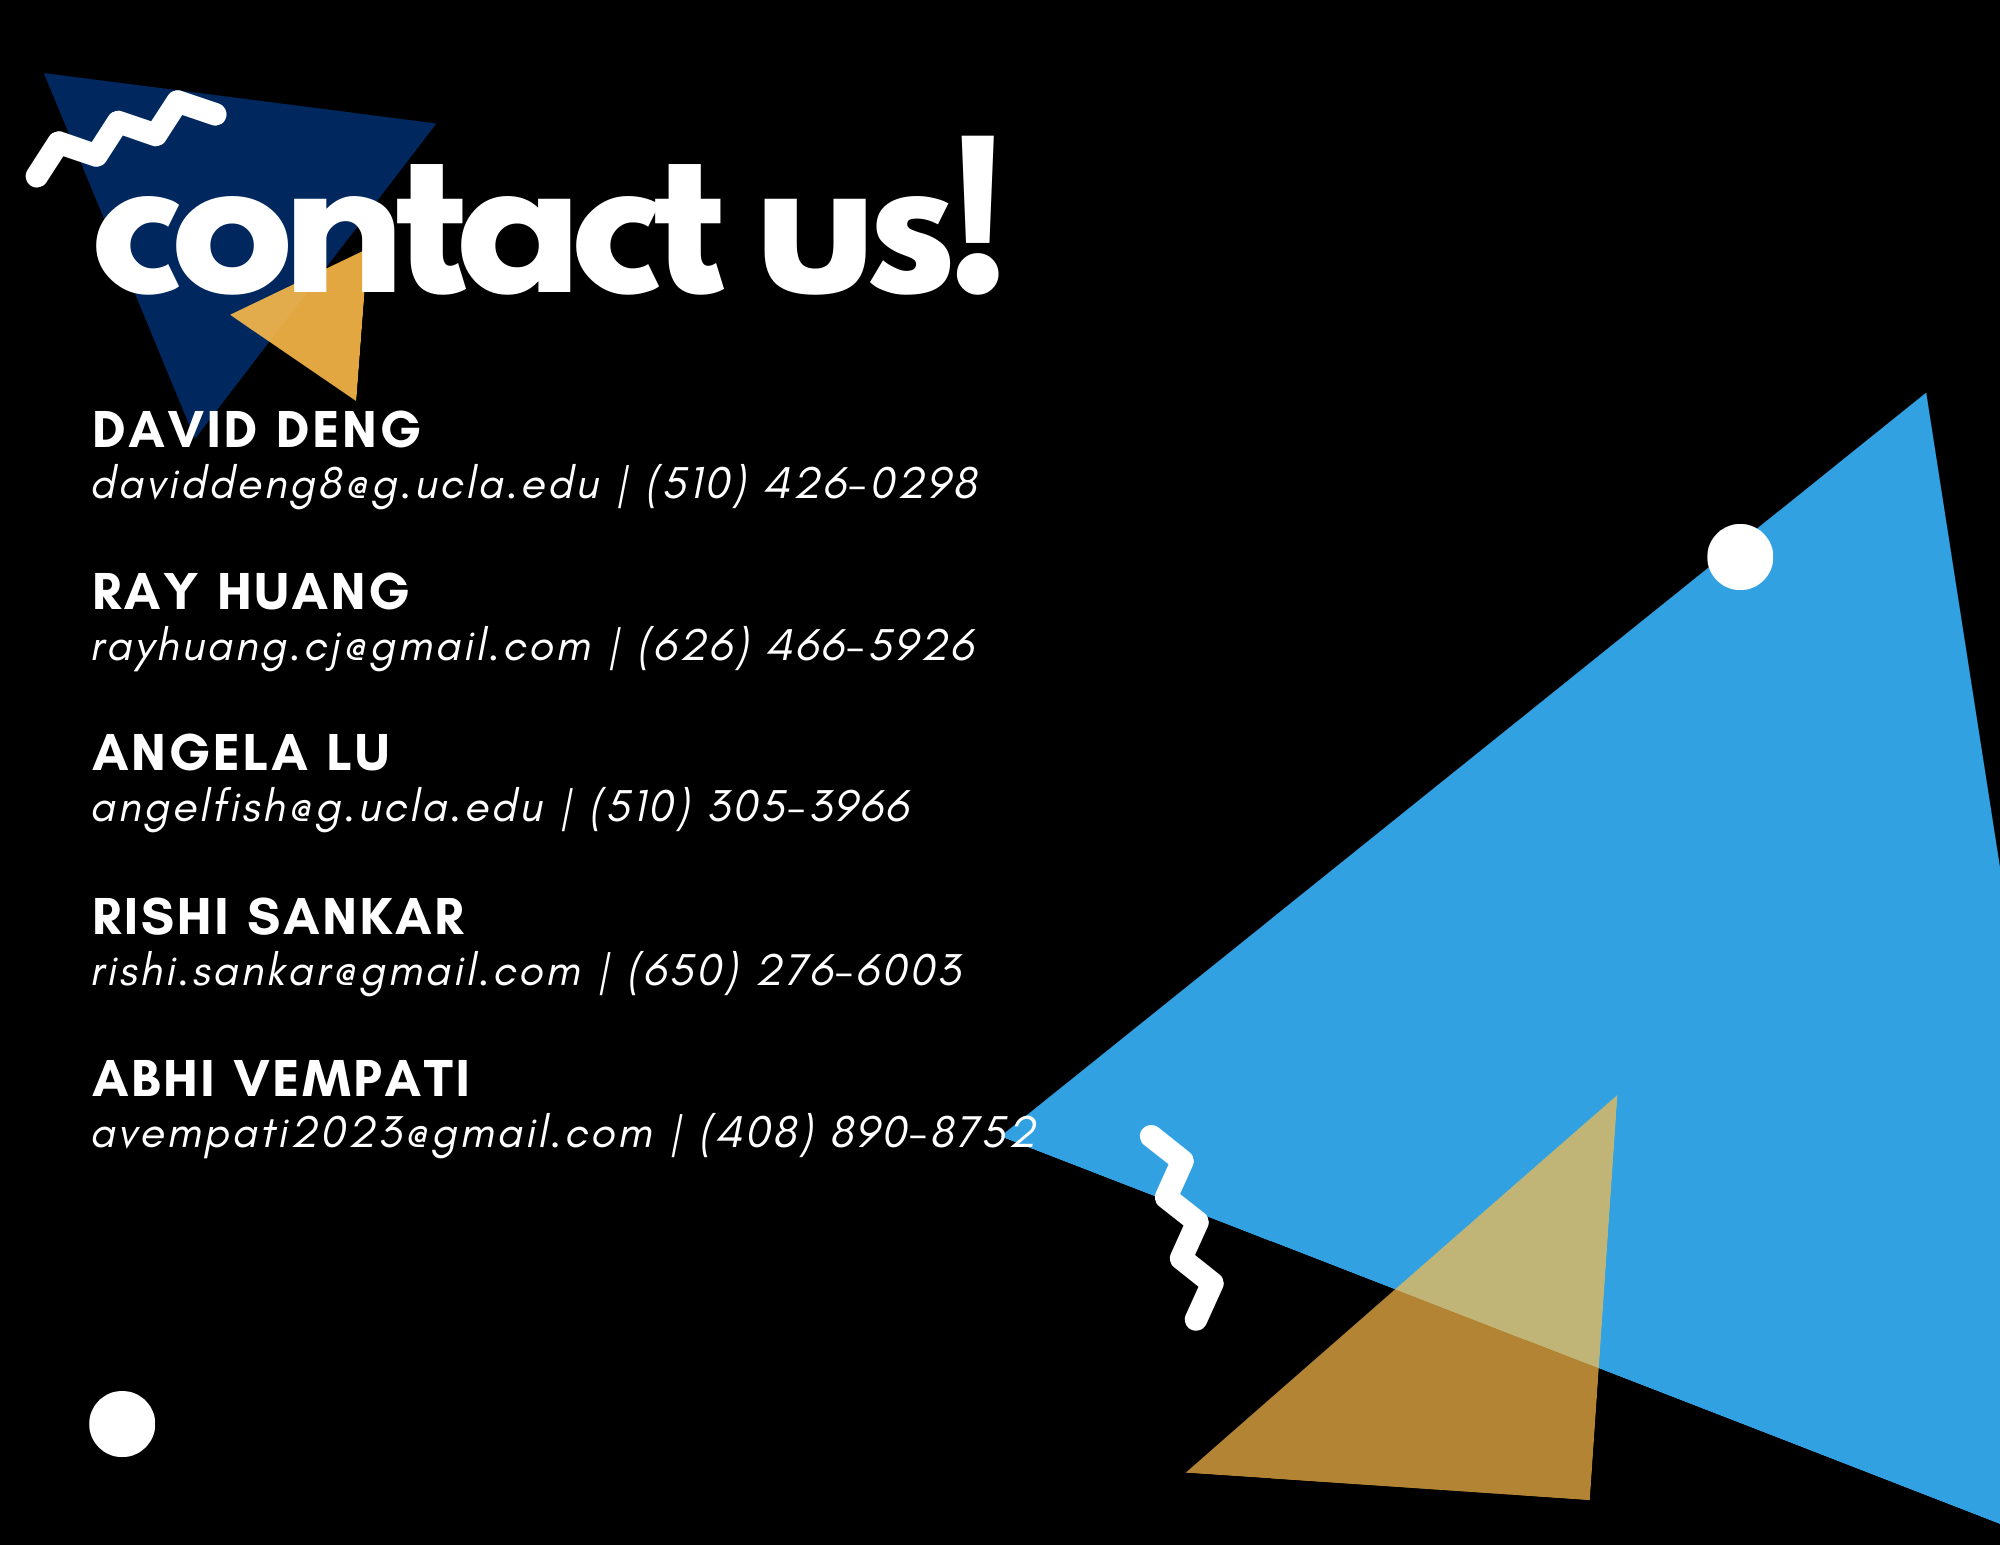 contact us!
DAVID DENG
daviddeng8@g.ucla.edu | (510) 426-0298
RAY HUANG
rayhuang.cj@gmail.com | (626) 466-5926
ANGELA LU
angelfish@g.ucla.edu | (510) 305-3966
RISHI SANKAR
rishi.sankar@gmail.com | (650) 276-6003
ABHI VEMPATI
avempati2023@gmail.com | (408) 890-8752